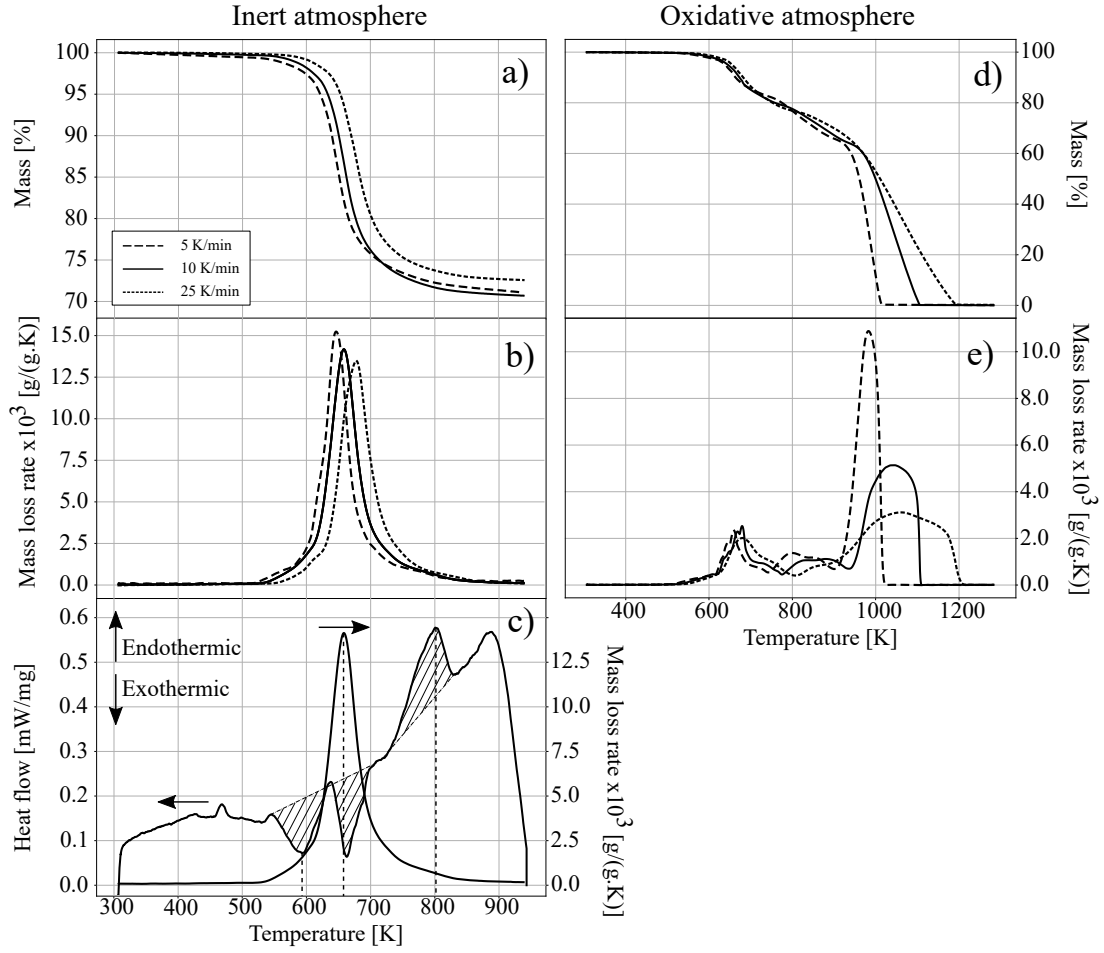 Inert atmosphere
Oxidative atmosphere
a)
100
95
90
85
80
75
70
Mass [%]
5 K/min
10 K/min
25 K/min
d)
100
80
60
40
20
0
Mass [%]
b)
15.0
12.5
10.0
7.5
5.0
2.5
0.0
Mass loss rate x10³ [g/(g.K)]
e)
10.0
8.0
6.0
4.0
2.0
0.0
Mass loss rate x10³ [g/(g.K)]
400
600
800
1000
1200
Temperature [K]
c)
Endothermic
Exothermic
0.6
0.5
0.4
0.3
0.2
0.1
0.0
Heat flow [mW/mg]
12.5
10.0
7.5
5.0
2.5
0.0
Mass loss rate x10³ [g/(g.K)]
300
400
500
600
700
800
900
Temperature [K]